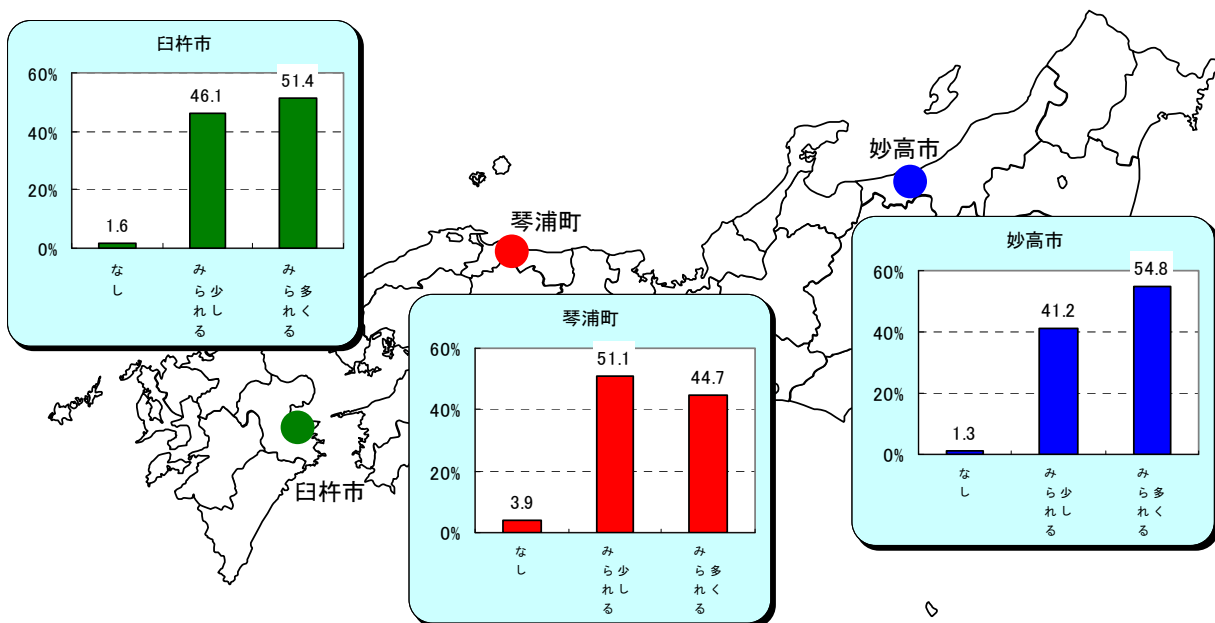 臼杵市
60%
40%
20%
0%
1.6
46.1
51.4
なし
少し
みられる
多く
みられる
妙高市
琴浦町
臼杵市
琴浦町
60%
40%
20%
0%
3.9
51.1
44.7
なし
少し
みられる
多く
みられる
妙高市
60%
40%
20%
0%
1.3
41.2
54.8
なし
少し
みられる
多く
みられる